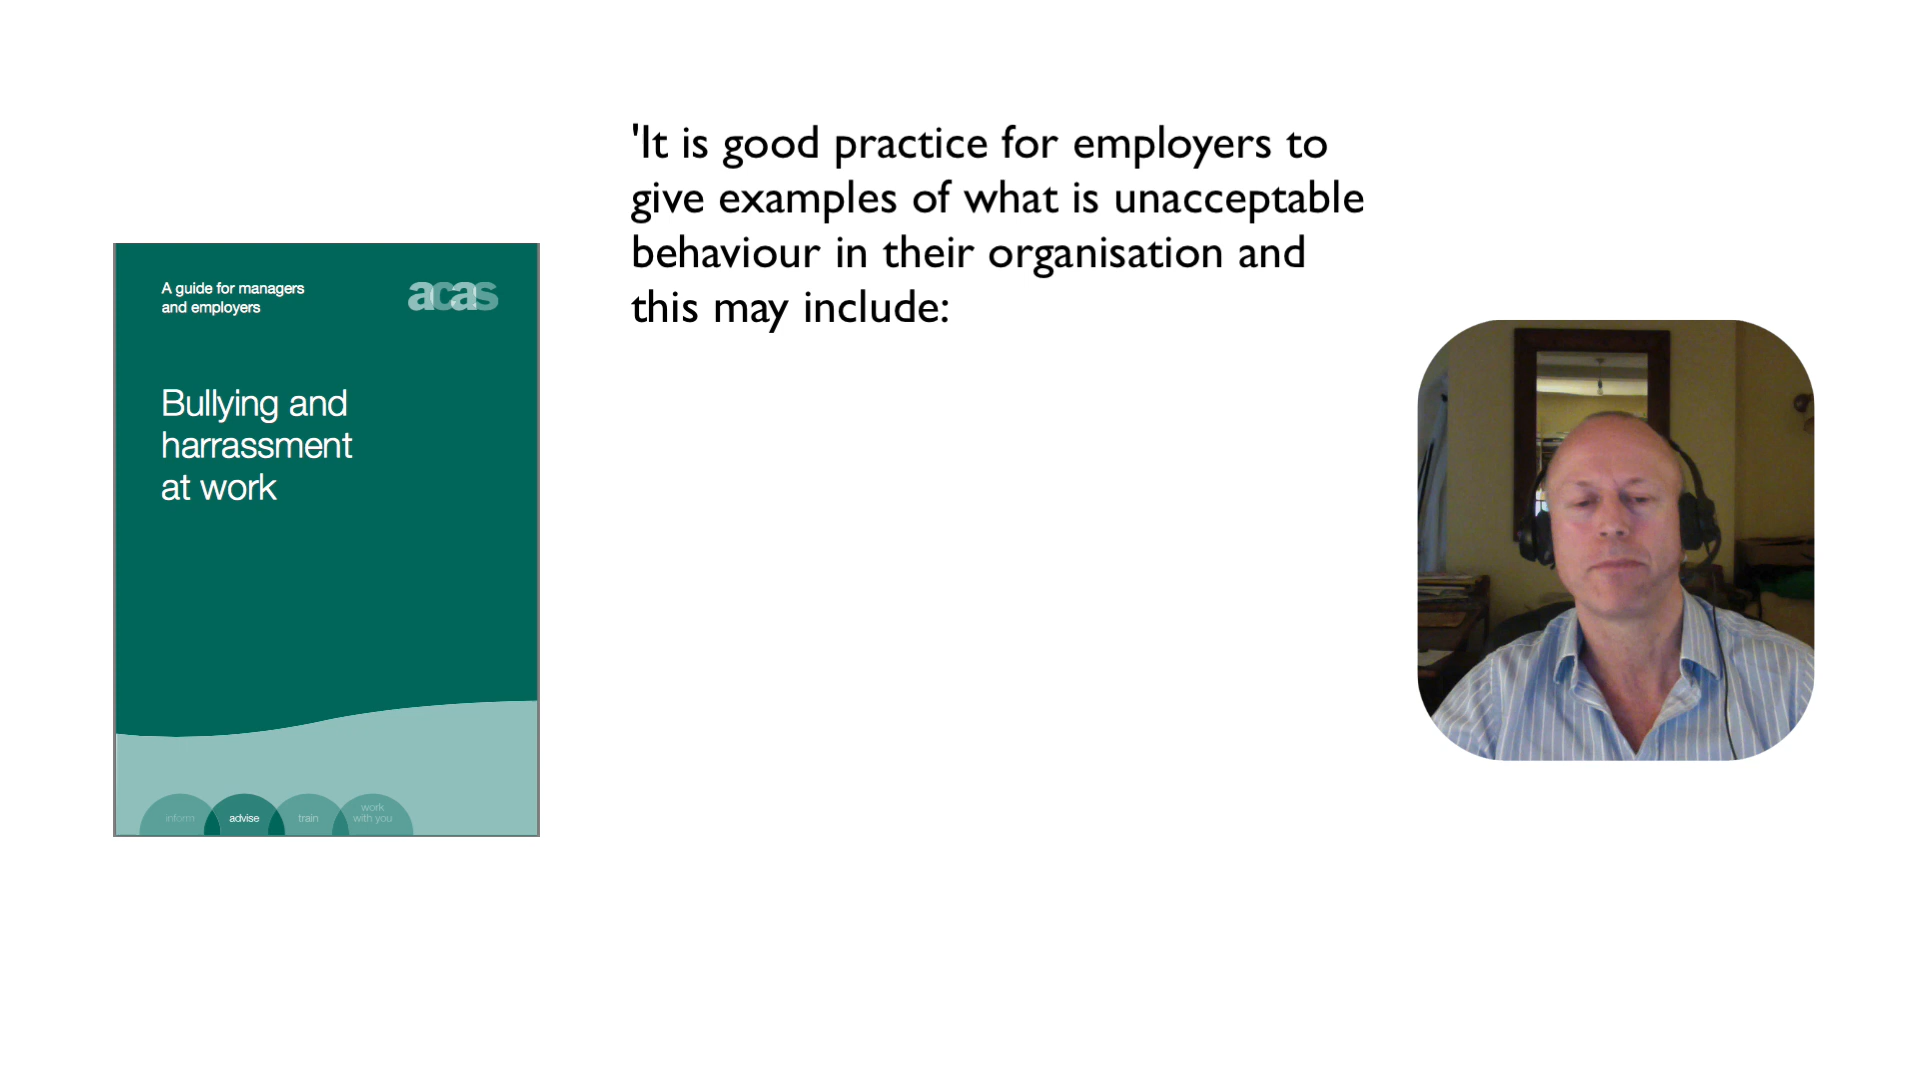 'It is good practice for employers to
give examples of what is unacceptable
behaviour in their organisation and
this may include:
A guide for managers
and employers
acas
Bullying and
harrassment
at work
inform
advise
train
work
with you